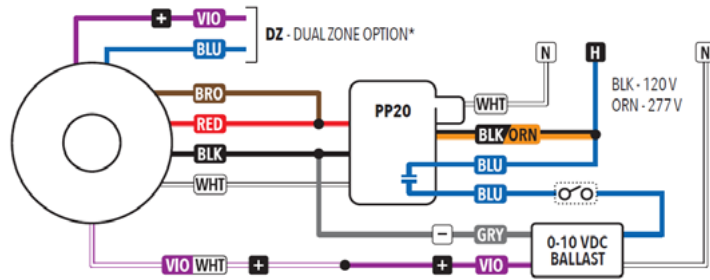 + VIO
BLU
DZ - DUAL ZONE OPTION*
N
H
N
BRO
RED
BLK
WHT
PP20
WHT
BLK - 120 V
ORN - 277 V
BLK/ORN
BLU
BLU
− GRY
0-10 VDC
BALLAST
VIO WHT + + VIO